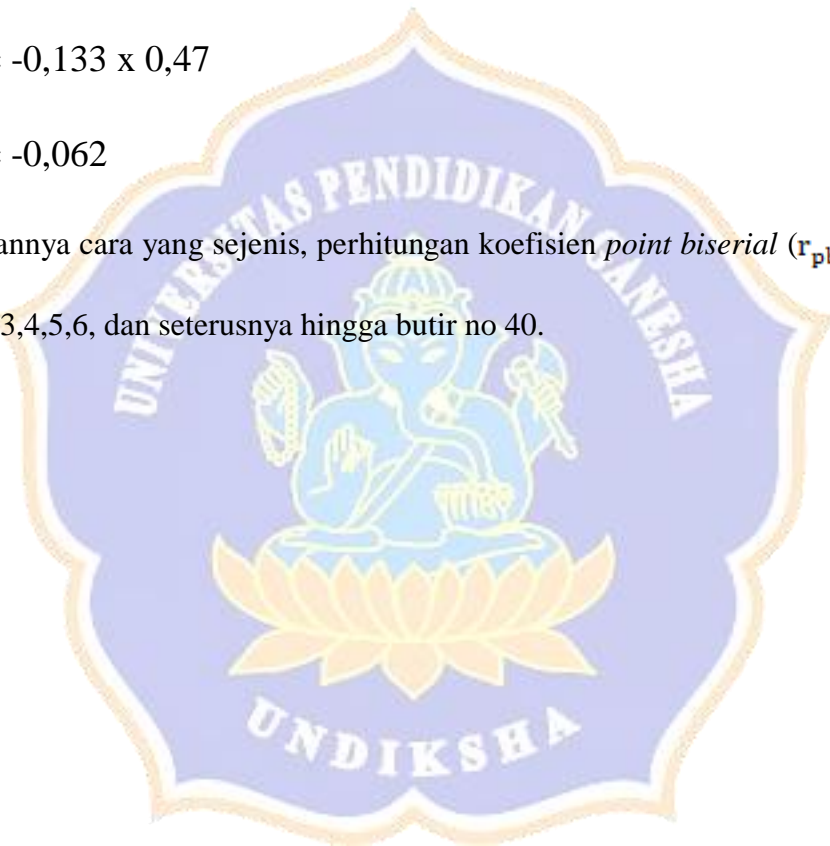 = -0,133 x 0,47
= -0,062
annya cara yang sejenis, perhitungan koefisien point biserial (r
3,4,5,6, dan seterusnya hingga butir no 40.
UNIVERSITAS PENDIDIKAN GANESHA
UNDIKSHA